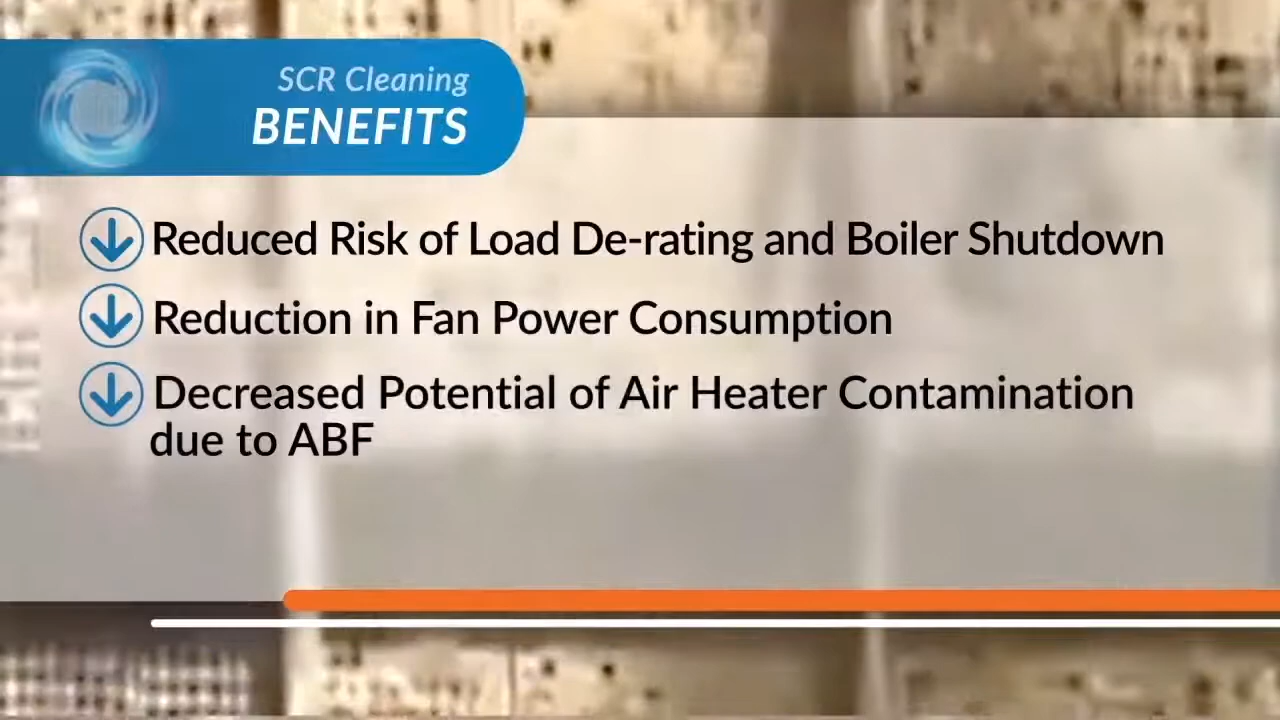 SCR Cleaning
BENEFITS
Reduced Risk of Load De-rating and Boiler Shutdown
Reduction in Fan Power Consumption
Decreased Potential of Air Heater Contamination
due to ABF